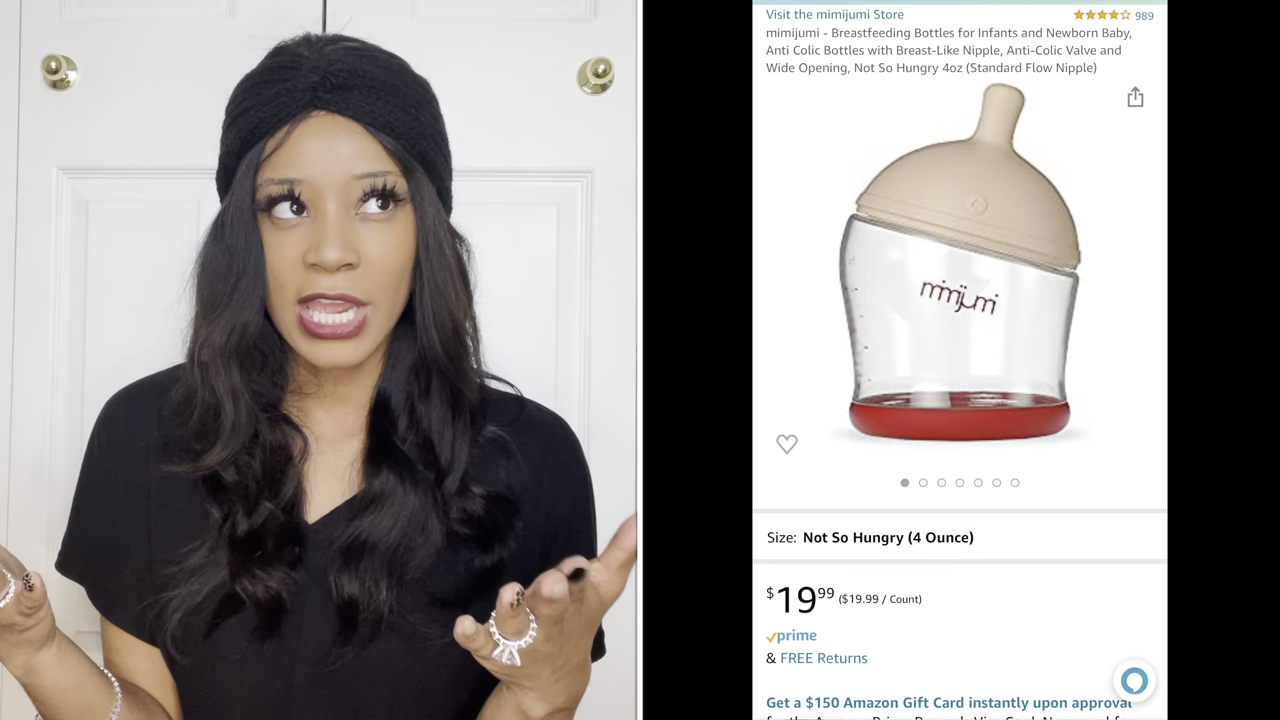 Visit the mimijumi Store
989
mimijumi - Breastfeeding Bottles for Infants and Newborn Baby,
Anti Colic Bottles with Breast-Like Nipple, Anti-Colic Valve and
Wide Opening, Not So Hungry 4oz (Standard Flow Nipple)
mimijumi
Size: Not So Hungry (4 Ounce)
$19.99 ($19.99 / Count)
prime
& FREE Returns
Get a $150 Amazon Gift Card instantly upon approval